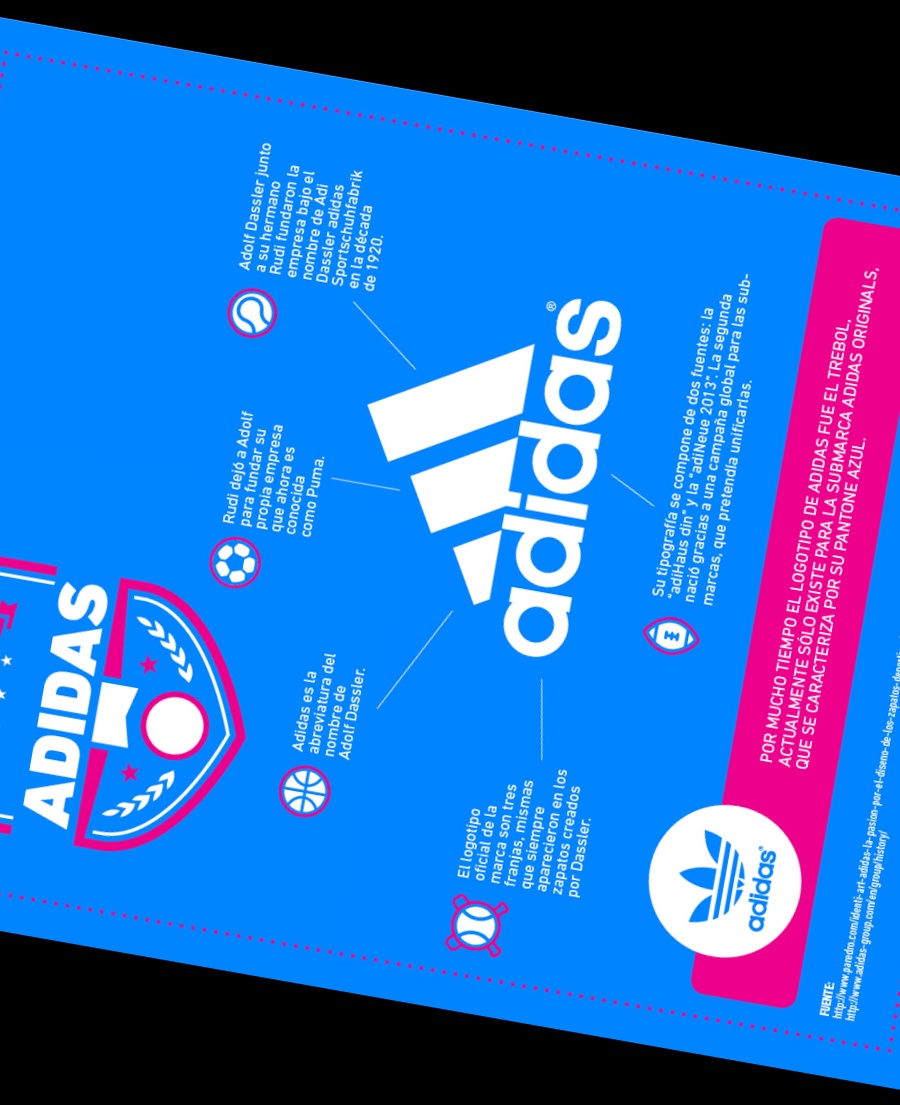 ADIDAS
Adidas es la
abreviatura del
nombre de
Adolf Dassler.
Rudi dejó a Adolf
para fundar su
propia empresa
que ahora es
conocida
como Puma.
Adolf Dassler junto
a su hermano
Rudi fundaron la
empresa bajo el
nombre de Adi
Dassler adidas
Sportschuhfabrik
en la década
de 1920.
adidas®
El logotipo
oficial de la
marca son tres
franjas, mismas
que siempre
aparecieron en los
zapatos creados
por Dassler.
Su tipografía se compone de dos fuentes: la
"adiHaus din" y la "adiNeue 2013". La segunda
nació gracias a una campaña global para las sub-
marcas, que pretendía unificarlas.
adidas
POR MUCHO TIEMPO EL LOGOTIPO DE ADIDAS FUE EL TREBOL,
ACTUALMENTE SÓLO EXISTE PARA LA SUBMARCA ADIDAS ORIGINALS,
QUE SE CARACTERIZA POR SU PANTONE AZUL.
FUENTE:
http://www.paredro.com/identi-art-adidas-la-pasion-por-el-diseno-de-los-zapatos-deporti
http://www.adidas-group.com/en/group/history/